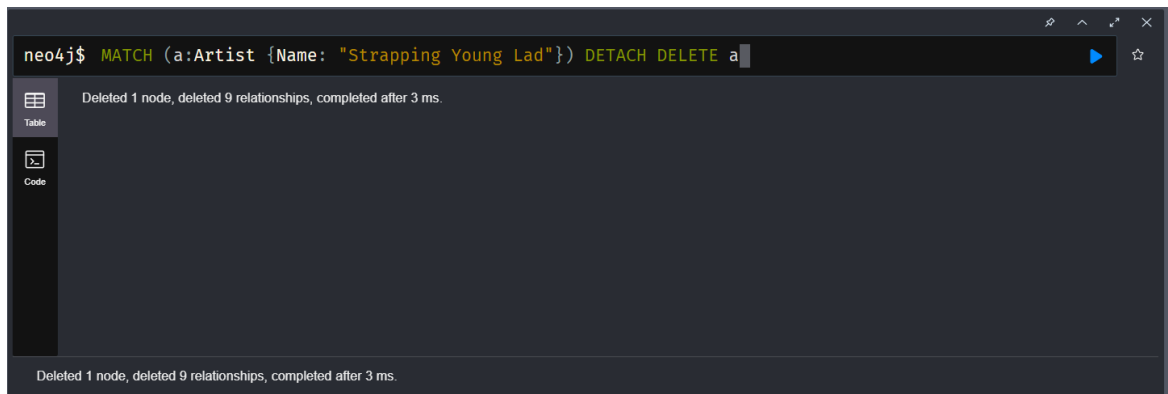 neo4j$ MATCH (a:Artist {Name: "Strapping Young Lad"}) DETACH DELETE a
Deleted 1 node, deleted 9 relationships, completed after 3 ms.
Table
Code
Deleted 1 node, deleted 9 relationships, completed after 3 ms.